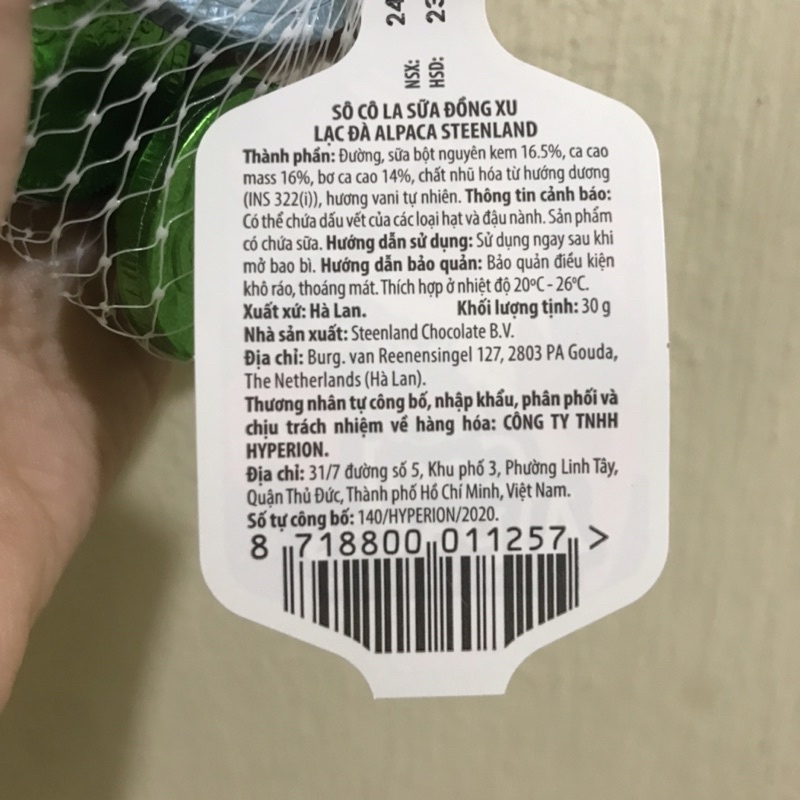 NSX: 24
HSD: 23
SÔ CÔ LA SỮA ĐỒNG XU
LẠC ĐÀ ALPACA STEENLAND
Thành phần: Đường, sữa bột nguyên kem 16.5%, ca cao
mass 16%, bơ ca cao 14%, chất nhũ hóa từ hướng dương
(INS 322(i)), hương vani tự nhiên. Thông tin cảnh báo:
Có thể chứa dấu vết của các loại hạt và đậu nành. Sản phẩm
có chứa sữa. Hướng dẫn sử dụng: Sử dụng ngay sau khi
mở bao bì. Hướng dẫn bảo quản: Bảo quản điều kiện
khô ráo, thoáng mát. Thích hợp ở nhiệt độ 20ºC - 26ºC.
Xuất xứ: Hà Lan. Khối lượng tịnh: 30 g
Nhà sản xuất: Steenland Chocolate B.V.
Địa chỉ: Burg. van Reenensingel 127, 2803 PA Gouda,
The Netherlands (Hà Lan).
Thương nhân tự công bố, nhập khẩu, phân phối và
chịu trách nhiệm về hàng hóa: CÔNG TY TNHH
HYPERION.
Địa chỉ: 31/7 đường số 5, Khu phố 3, Phường Linh Tây,
Quận Thủ Đức, Thành phố Hồ Chí Minh, Việt Nam.
Số tự công bố: 140/HYPERION/2020.
8 718800 011257 >